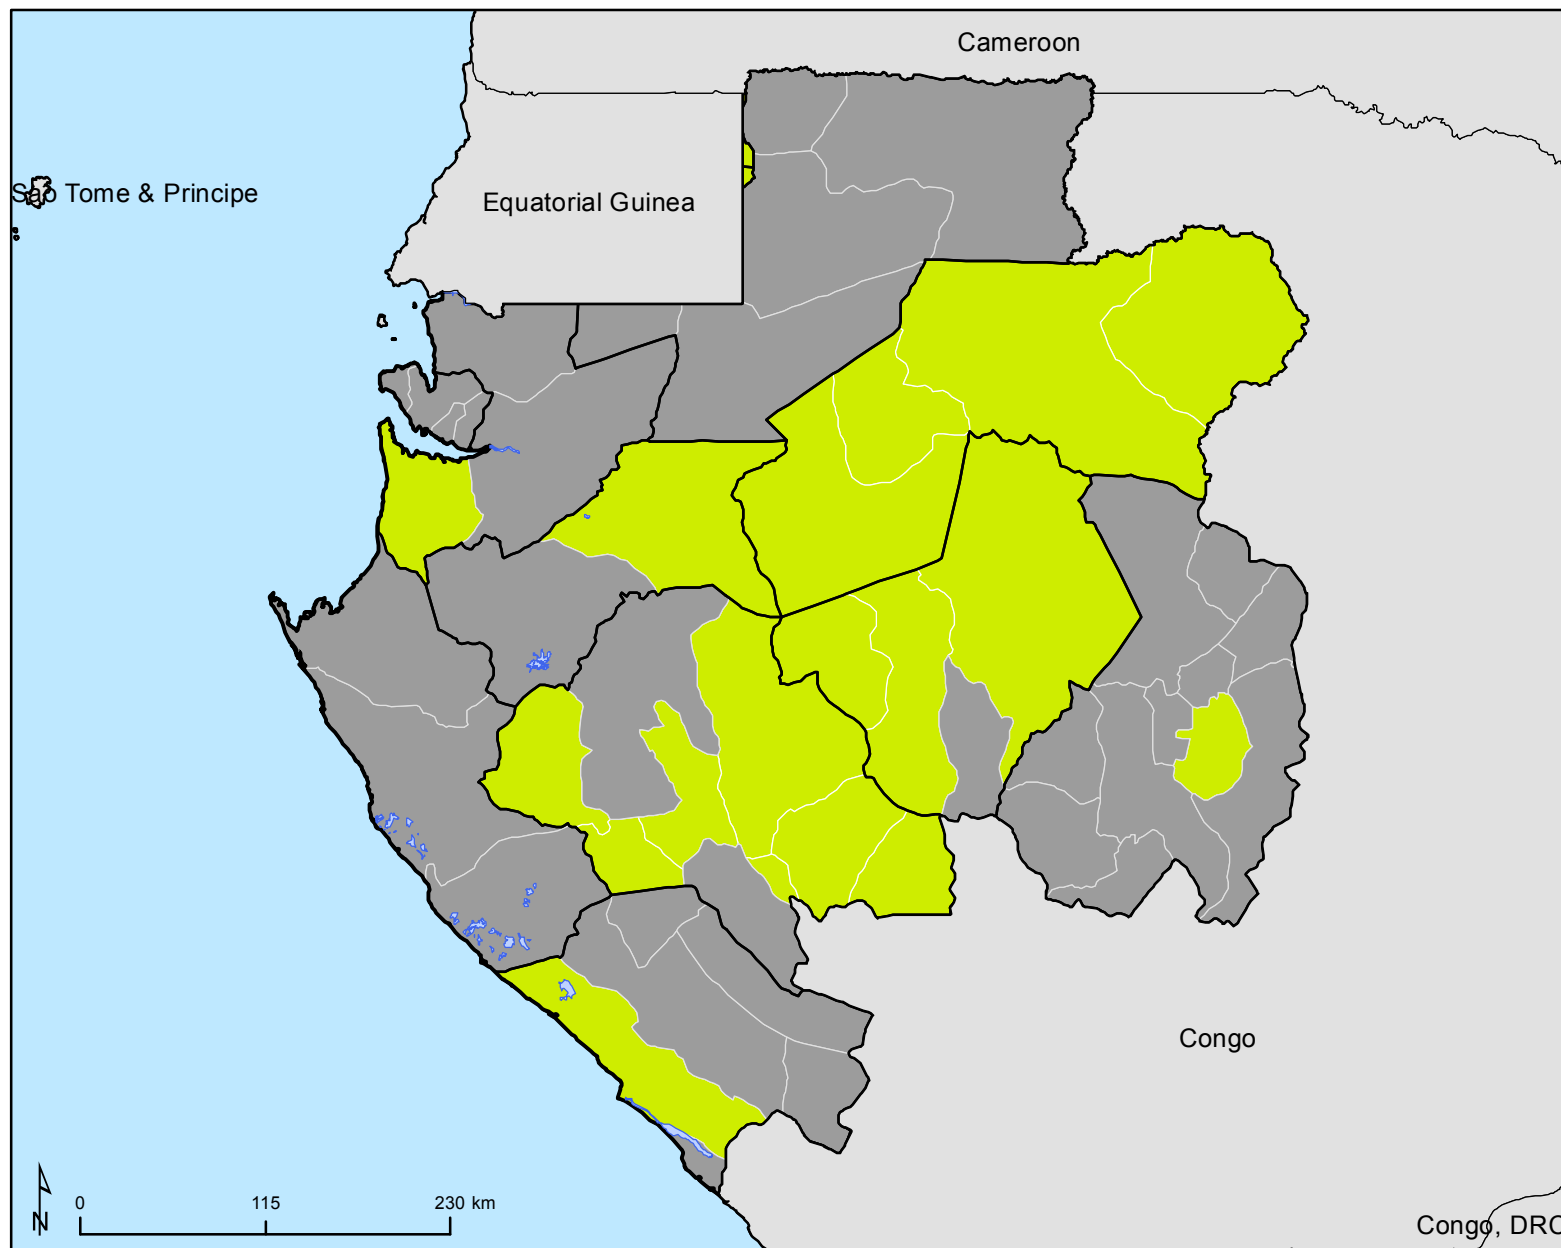 Cameroon
Sao Tome & Principe
Equatorial Guinea
Congo
N
0 115 230 km
Congo, DRC